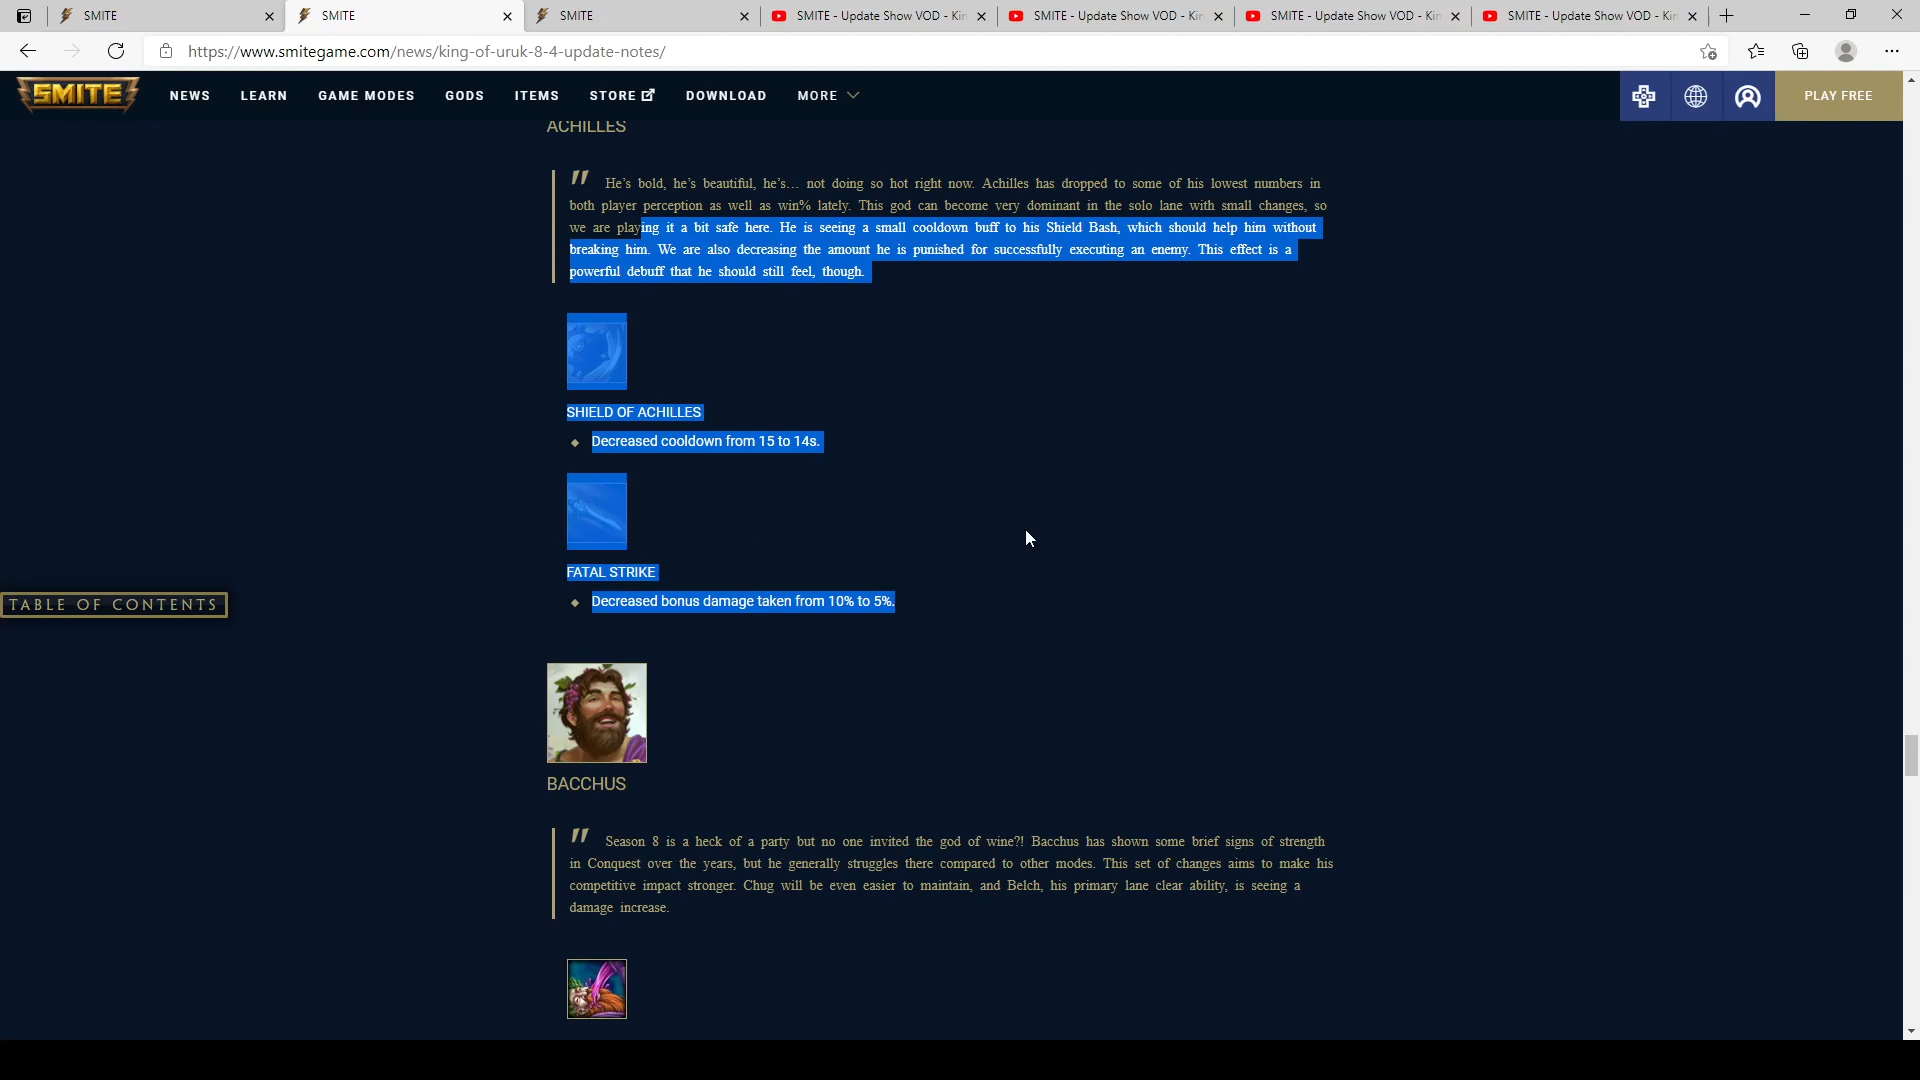 SMITE
SMITE
SMITE
SMITE - Update Show VOD - Kin
SMITE - Update Show VOD - Kin
SMITE - Update Show VOD - Kin
SMITE - Update Show VOD - Kin
https://www.smitegame.com/news/king-of-uruk-8-4-update-notes/
SMITE
NEWS
LEARN
GAME MODES
GODS
ITEMS
STORE
DOWNLOAD
MORE
PLAY FREE
ACHILLES
" He's bold, he's beautiful, he's… not doing so hot right now. Achilles has dropped to some of his lowest numbers in
both player perception as well as win% lately. This god can become very dominant in the solo lane with small changes, so
we are playing it a bit safe here. He is seeing a small cooldown buff to his Shield Bash, which should help him without
breaking him. We are also decreasing the amount he is punished for successfully executing an enemy. This effect is a
powerful debuff that he should still feel, though.
SHIELD OF ACHILLES
Decreased cooldown from 15 to 14s.
FATAL STRIKE
TABLE OF CONTENTS
Decreased bonus damage taken from 10% to 5%.
BACCHUS
" Season 8 is a heck of a party but no one invited the god of wine?! Bacchus has shown some brief signs of strength
in Conquest over the years, but he generally struggles there compared to other modes. This set of changes aims to make his
competitive impact stronger. Chug will be even easier to maintain, and Belch, his primary lane clear ability, is seeing a
damage increase.